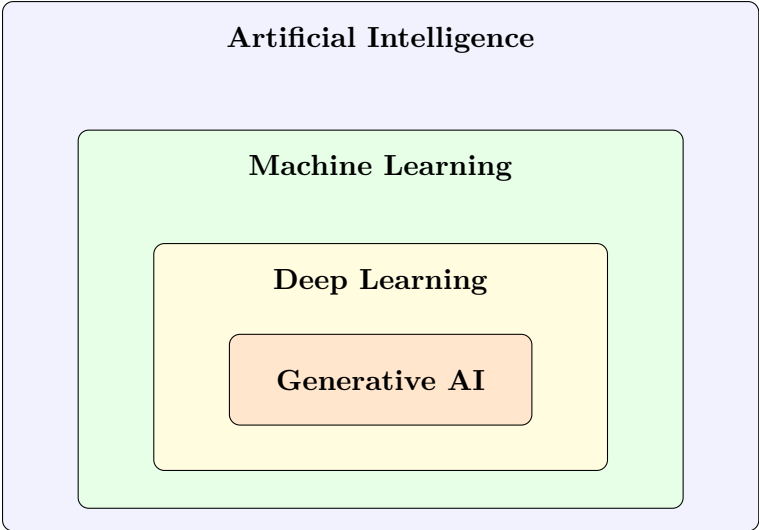 Artificial Intelligence
Machine Learning
Deep Learning
Generative AI